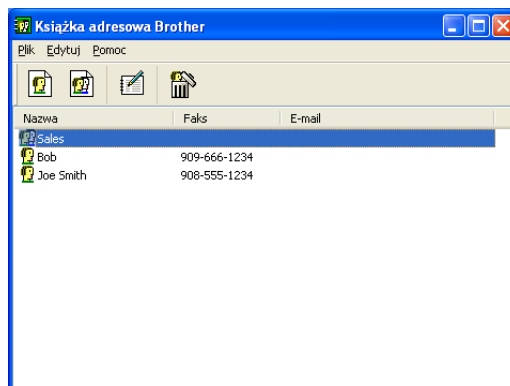 Książka adresowa Brother
Plik Edytuj Pomoc
Nazwa Faks E-mail
Sales
Bob 909-666-1234
Joe Smith 908-555-1234